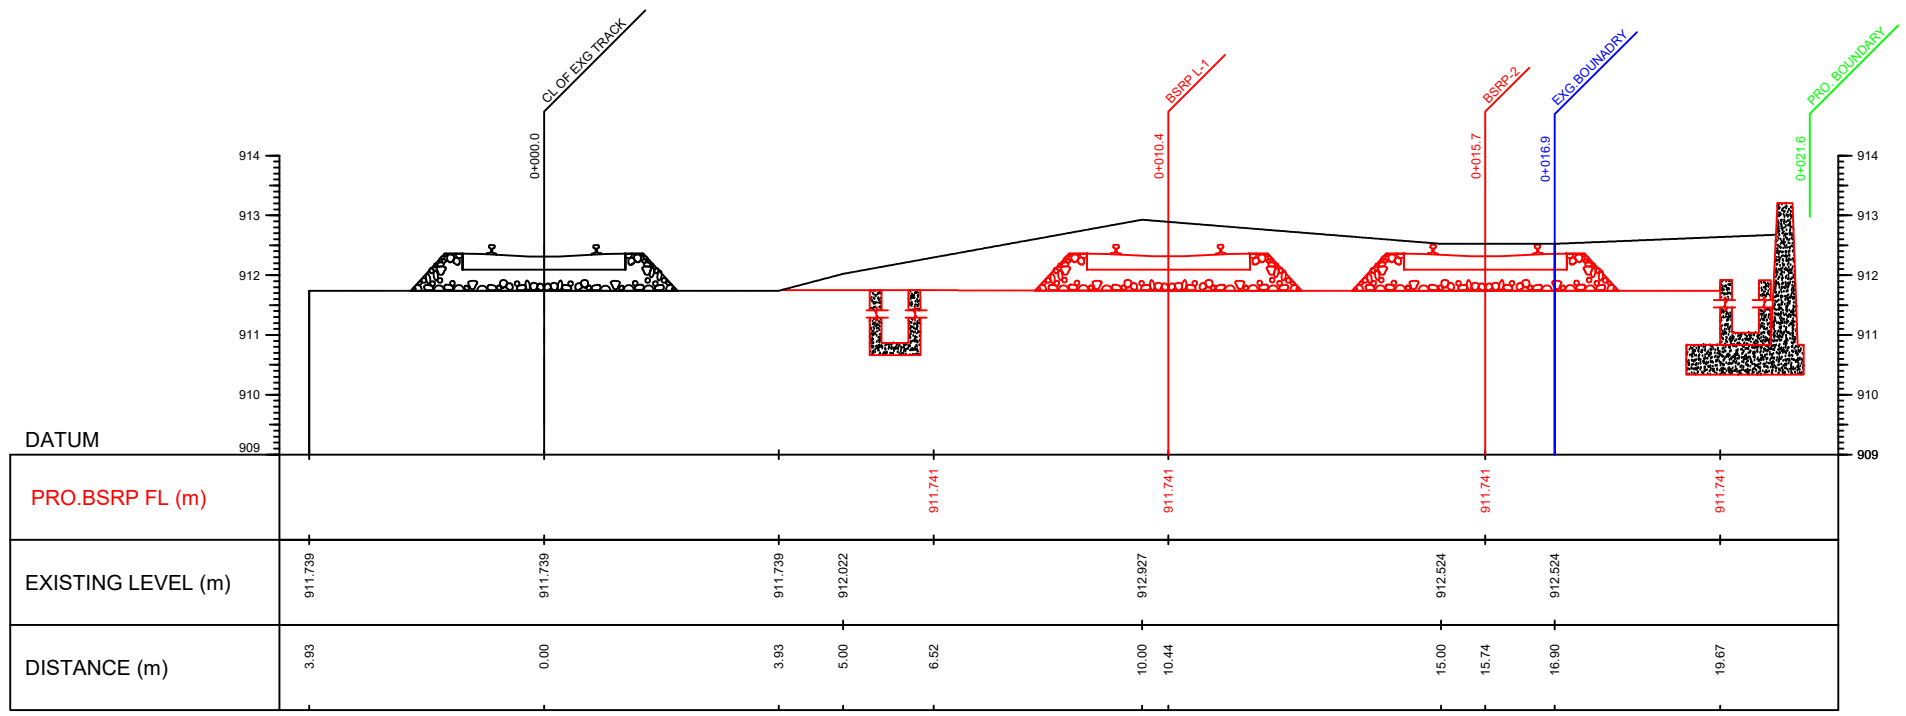 CL OF EXG TRACK
BSRP L-1
BSRP-2
EXG.BOUNADRY
PRO. BOUNDARY
0+000.0
0+010.4
0+015.7
0+016.9
0+021.6
914 914
913 913
912 912
911 911
910 910
909 909
DATUM
PRO.BSRP FL (m) 911.741 911.741 911.741 911.741
EXISTING LEVEL (m) 911.739 911.739 911.739 912.022 912.927 912.524 912.524
DISTANCE (m) 3.93 0.00 3.93 5.00 6.52 10.00 10.44 15.00 15.74 16.90 19.67